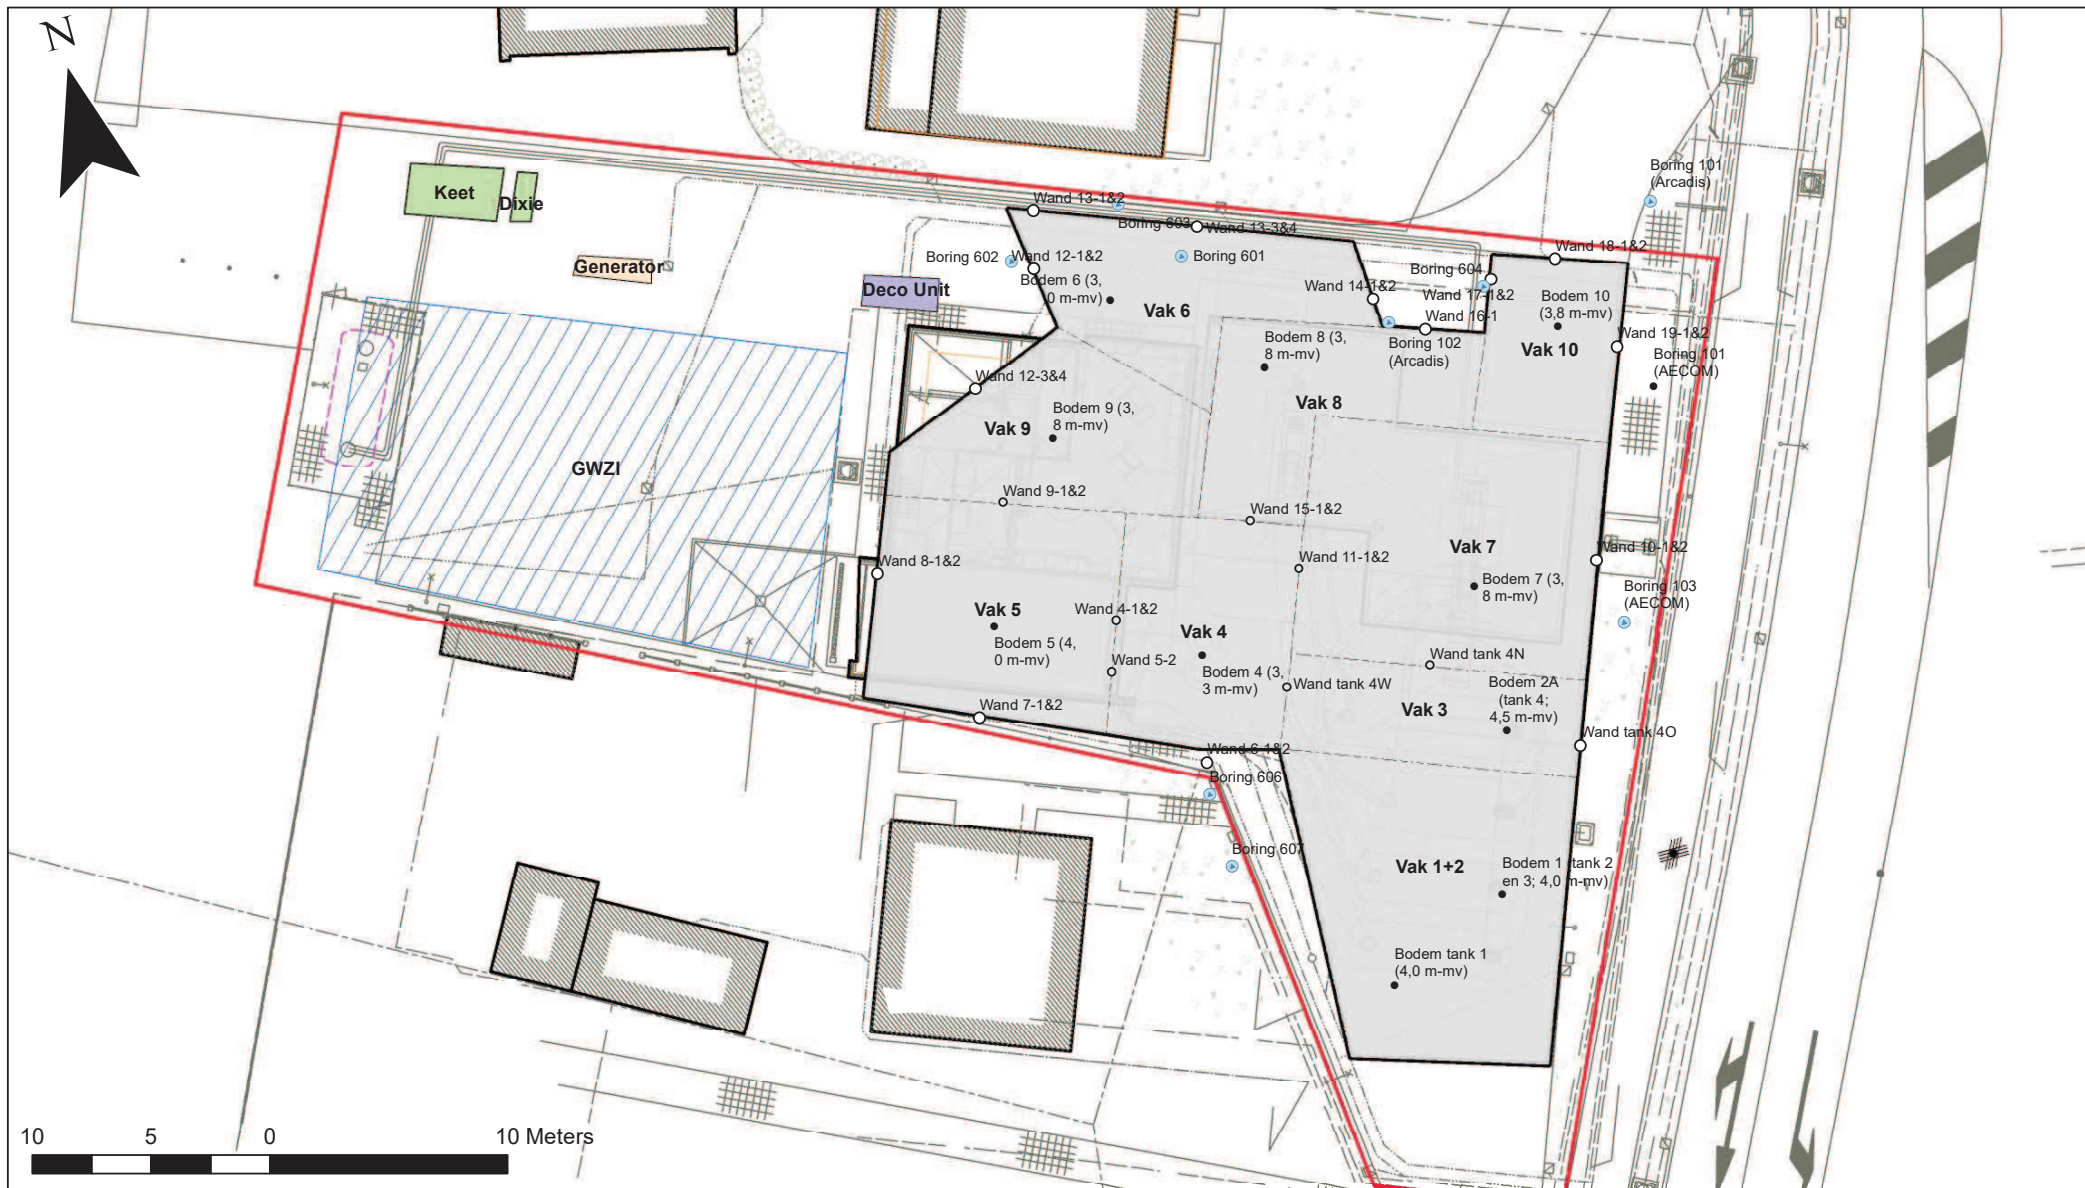 N
Boring 101
(Arcadis)
Keet
Dixie
Wand 13-1&2
Boring 603
Wand 13-3&4
Wand 18-1&2
Boring 602
Wand 12-1&2
Boring 601
Boring 604
Generator
Deco Unit
Bodem 6 (3,
0 m-mv)
Wand 14-1&2
Wand 17-1&2
Bodem 10
(3,8 m-mv)
Vak 6
Wand 16-1
Wand 19-1&2
Bodem 8 (3,
8 m-mv)
Boring 102
(Arcadis)
Vak 10
Boring 101
(AECOM)
Wand 12-3&4
Vak 8
Bodem 9 (3,
8 m-mv)
Vak 9
GWZI
Wand 9-1&2
Wand 15-1&2
Wand 8-1&2
Wand 11-1&2
Vak 7
Wand 10-1&2
Bodem 7 (3,
8 m-mv)
Boring 103
(AECOM)
Vak 5
Wand 4-1&2
Vak 4
Bodem 5 (4,
0 m-mv)
Wand 5-2
Bodem 4 (3,
3 m-mv)
Wand tank 4N
Wand tank 4W
Bodem 2A
(tank 4;
4,5 m-mv)
Vak 3
Wand 7-1&2
Wand tank 4O
Wand 6-1&2
Boring 606
Boring 607
Vak 1+2
Bodem 1 (tank 2
en 3; 4,0 m-mv)
Bodem tank 1
(4,0 m-mv)
10 5 0 10 Meters